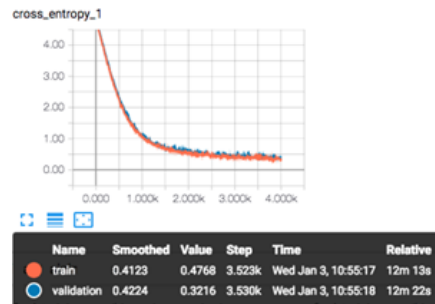 cross_entropy_1
4.00
3.00
2.00
1.00
0.00
0.000 1.000k 2.000k 3.000k 4.000k
Name Smoothed Value Step Time Relative
train 0.4123 0.4768 3.523k Wed Jan 3, 10:55:17 12m 13s
validation 0.4224 0.3216 3.530k Wed Jan 3, 10:55:18 12m 22s